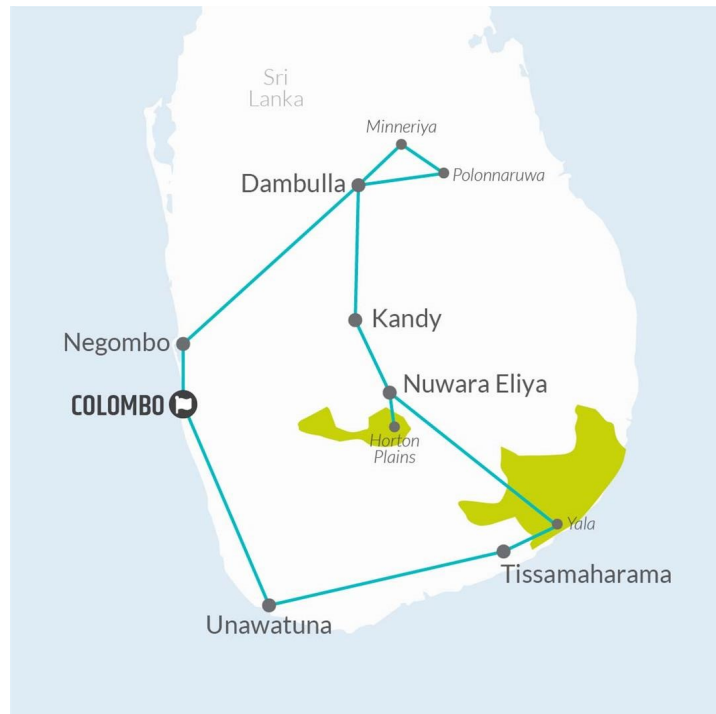 Sri
Lanka
Minneriya
Polonnaruwa
Dambulla
Kandy
Negombo
Nuwara Eliya
COLOMBO
Horton
Plains
Yala
Tissamaharama
Unawatuna